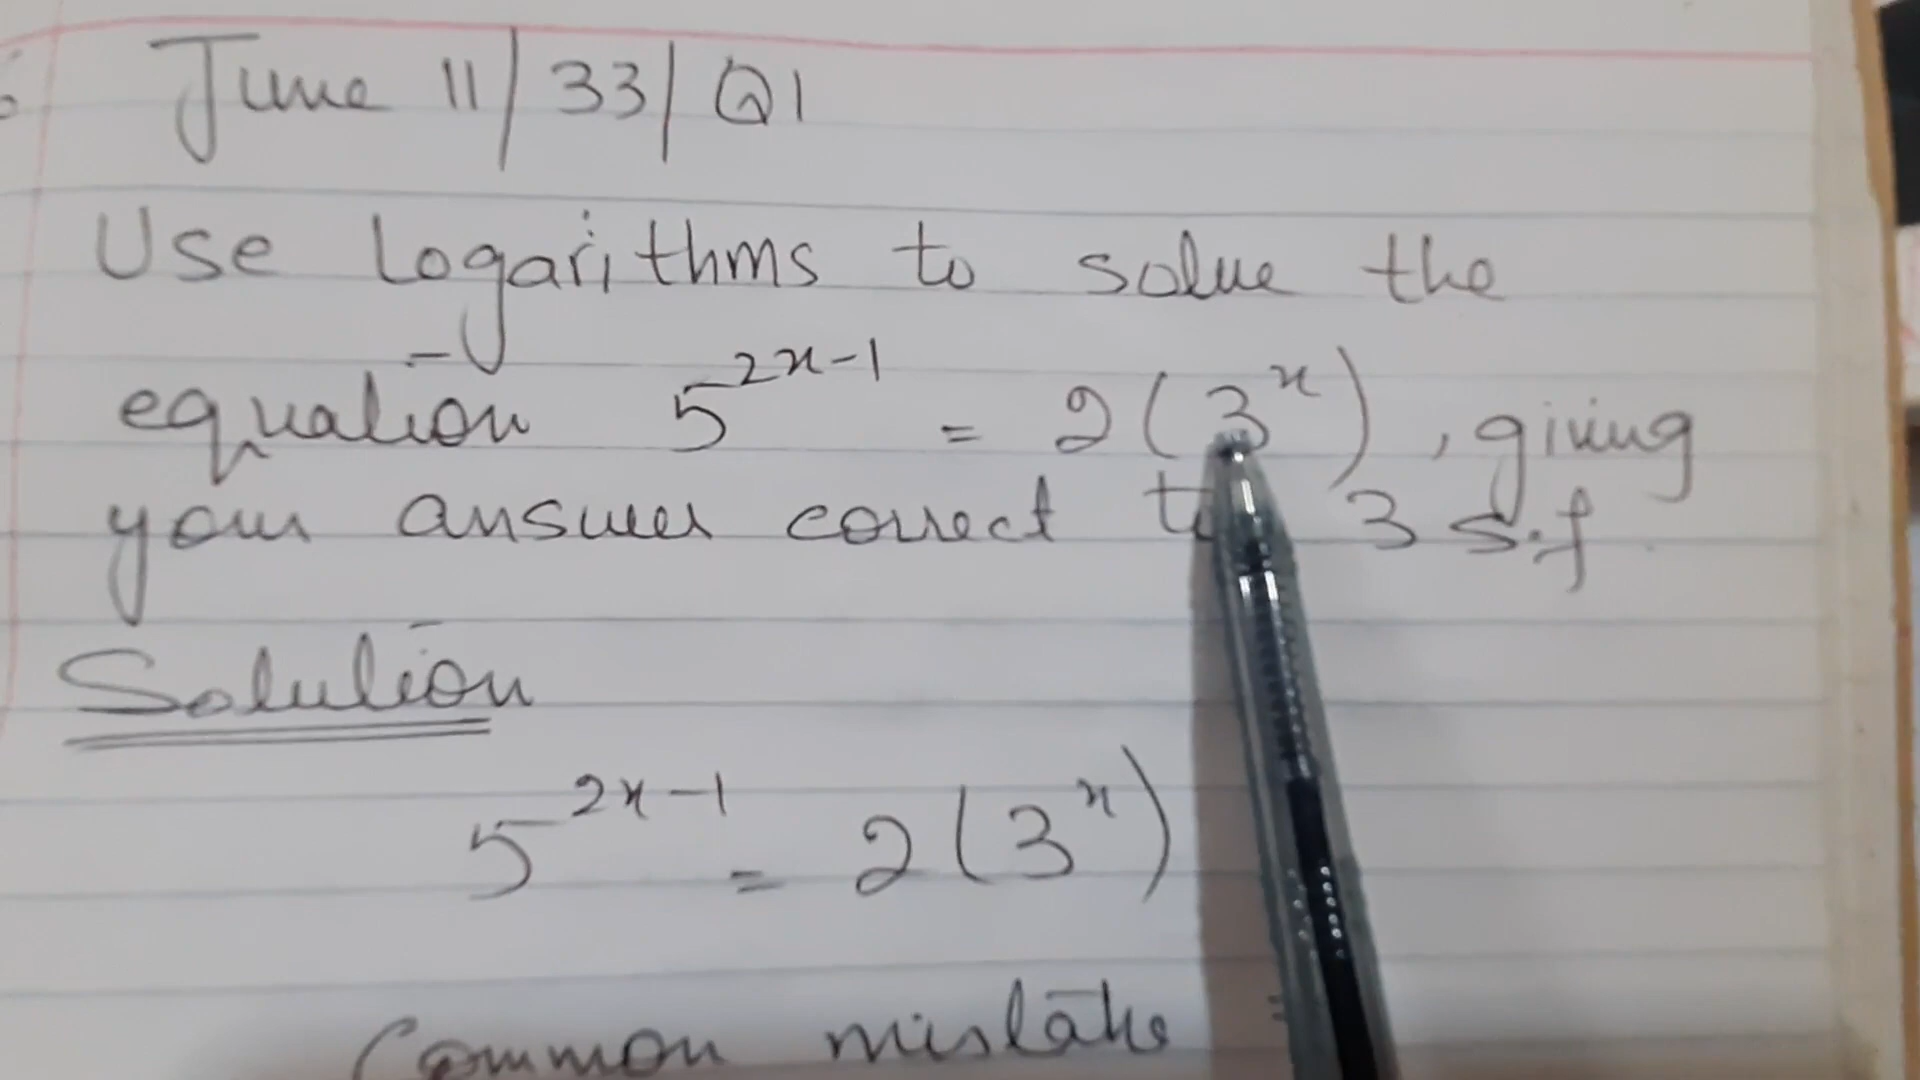 June 11/33/Q1
Use logarithms to solve the
equation 5^{2x-1} = 2(3^x), giving
your answer correct to 3 s.f
Solution
5^{2x-1} = 2(3^x)
Common mistake